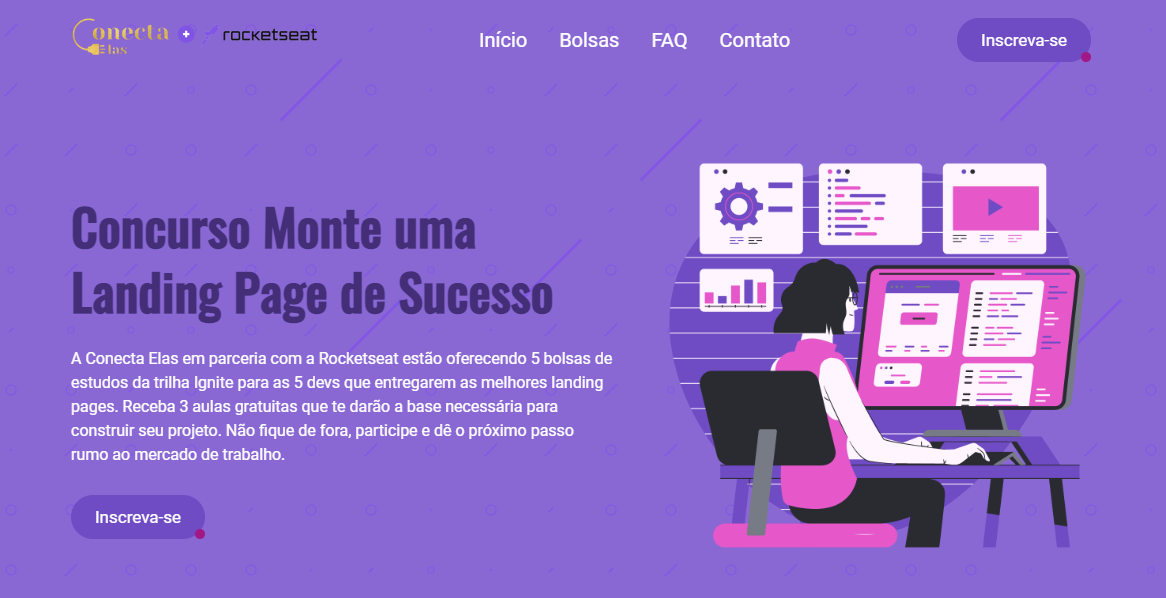 Conecta
Elas
rocketseat
Início
Bolsas
FAQ
Contato
Inscreva-se
Concurso Monte uma
Landing Page de Sucesso
A Conecta Elas em parceria com a Rocketseat estão oferecendo 5 bolsas de
estudos da trilha Ignite para as 5 devs que entregarem as melhores landing
pages. Receba 3 aulas gratuitas que te darão a base necessária para
construir seu projeto. Não fique de fora, participe e dê o próximo passo
rumo ao mercado de trabalho.
Inscreva-se